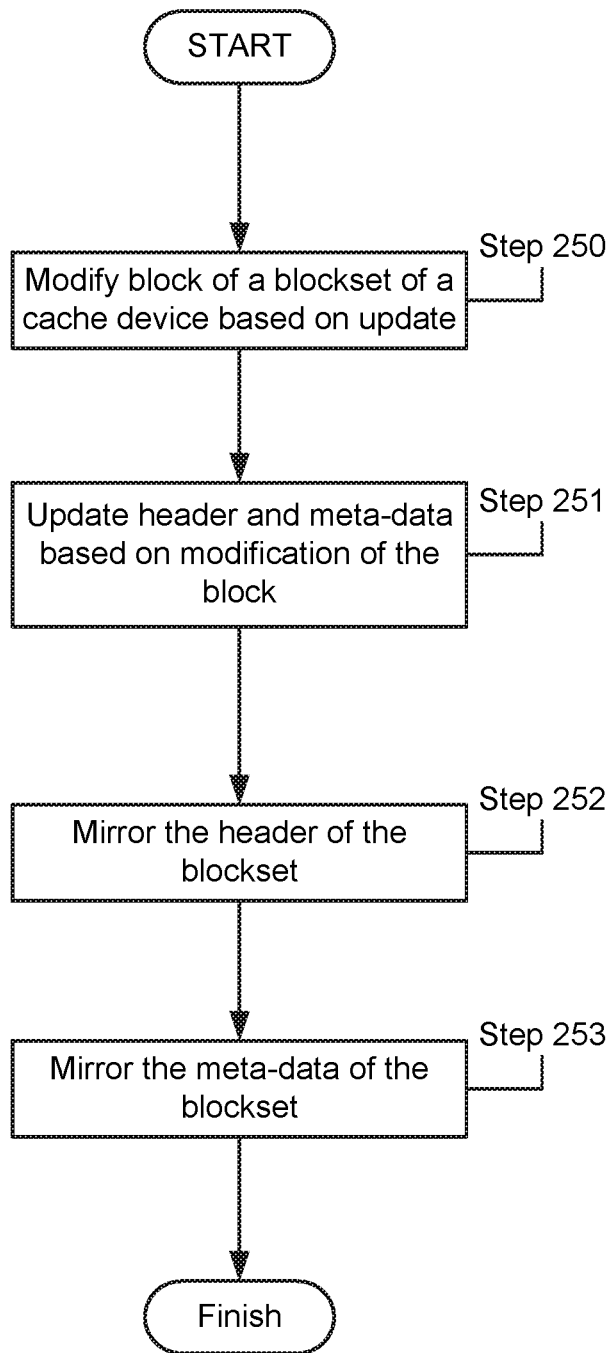 START
Step 250
Modify block of a blockset of a
cache device based on update
Step 251
Update header and meta-data
based on modification of the
block
Step 252
Mirror the header of the
blockset
Step 253
Mirror the meta-data of the
blockset
Finish